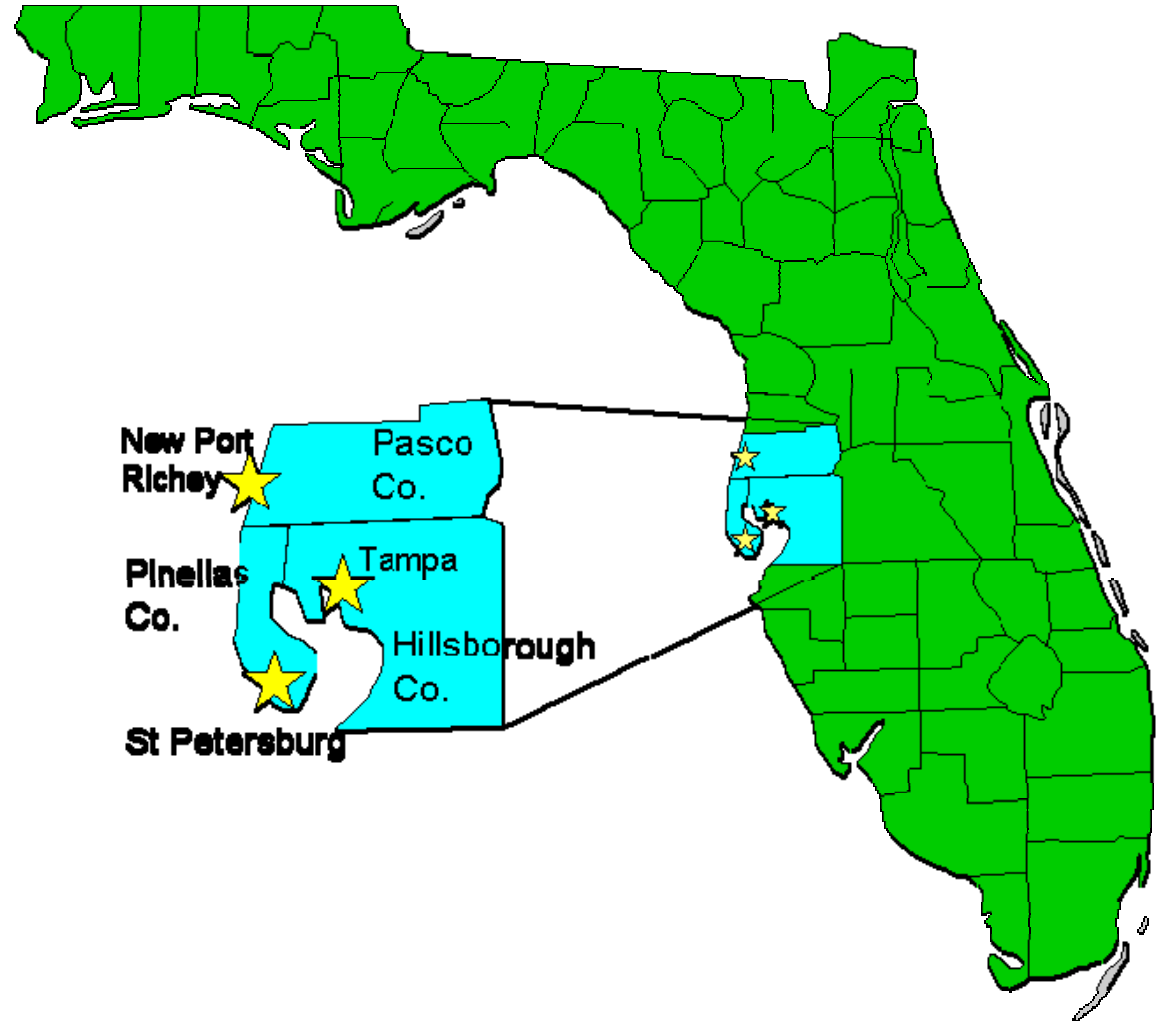 New Port
Richey
Pasco
Co.
Pinellas
Co.
Tampa
Hillsborough
Co.
St Petersburg